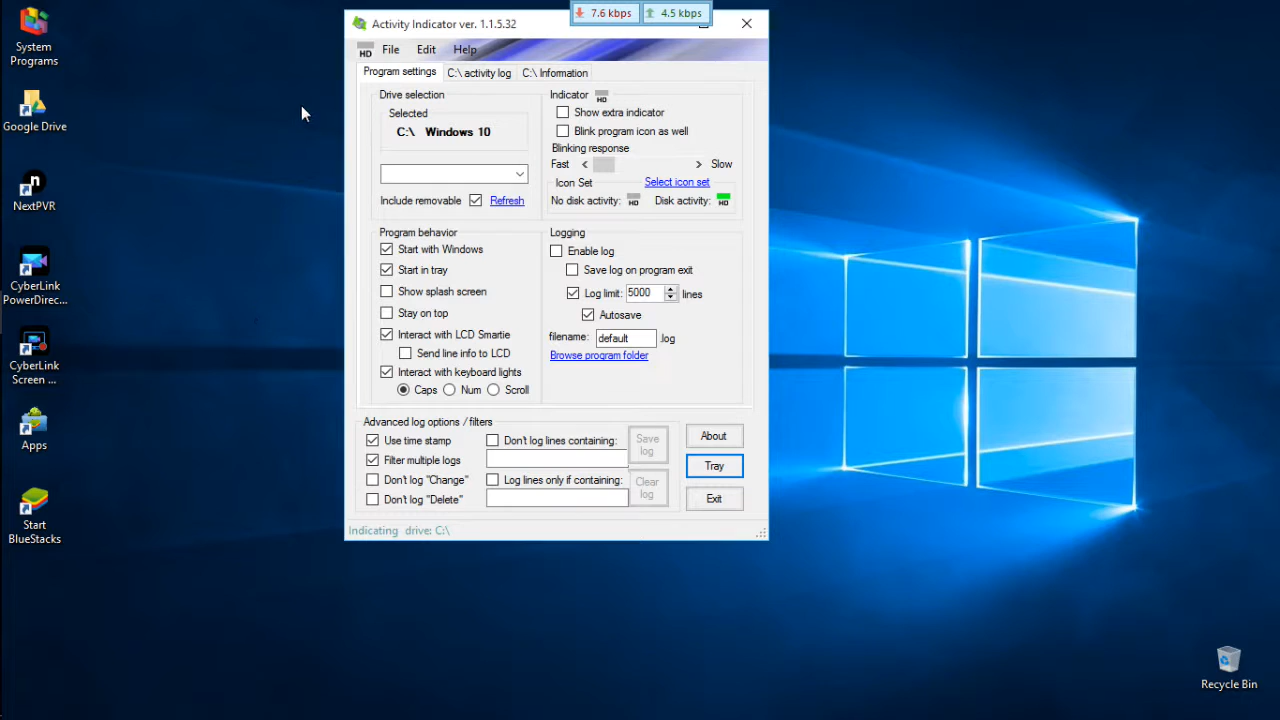 System
Programs
Google Drive
NextPVR
CyberLink
PowerDirec...
CyberLink
Screen ...
Apps
Start
BlueStacks
7.6 kbps 4.5 kbps
Activity Indicator ver. 1.1.5.32
HD File Edit Help
Program settings C:\ activity log C:\ Information
Drive selection
Selected
C:\ Windows 10
Include removable Refresh
Indicator HD
Show extra indicator
Blink program icon as well
Blinking response
Fast < > Slow
Icon Set Select icon set
No disk activity: HD Disk activity: HD
Program behavior
Start with Windows
Start in tray
Show splash screen
Stay on top
Interact with LCD Smartie
Send line info to LCD
Interact with keyboard lights
Caps Num Scroll
Logging
Enable log
Save log on program exit
Log limit: 5000 lines
Autosave
filename: default .log
Browse program folder
Advanced log options / filters
Use time stamp
Filter multiple logs
Don't log "Change"
Don't log "Delete"
Don't log lines containing:
Log lines only if containing:
Save
log
Clear
log
About
Tray
Exit
Indicating drive: C:\
Recycle Bin